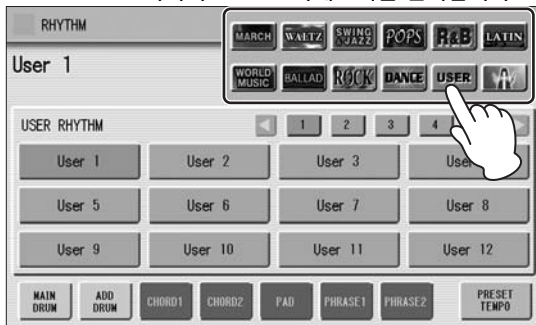 RHYTHM
MARCH WALTZ SWING &JAZZ POPS R&B LATIN
User 1
WORLD MUSIC BALLAD ROCK DANCE USER
USER RHYTHM 1 2 3 4
User 1 User 2 User 3 User
User 5 User 6 User 7 User 8
User 9 User 10 User 11 User 12
MAIN DRUM ADD DRUM CHORD1 CHORD2 PAD PHRASE1 PHRASE2 PRESET TEMPO